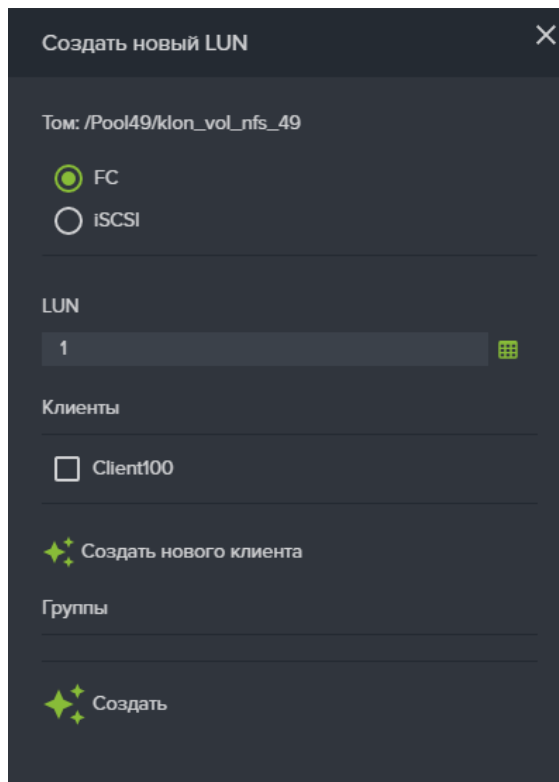 Создать новый LUN
Том: /Pool49/klon_vol_nfs_49
FC
iSCSI
LUN
1
Клиенты
Client100
Создать нового клиента
Группы
Создать